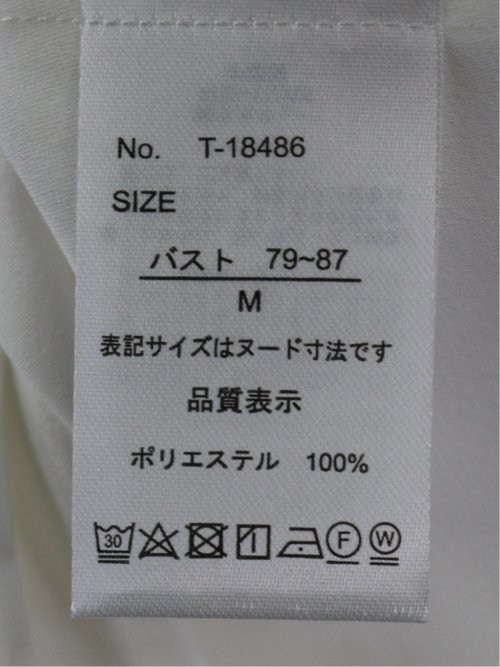 No. T-18486
SIZE
バスト 79~87
M
表記サイズはヌード寸法です
品質表示
ポリエステル 100%
30 F W